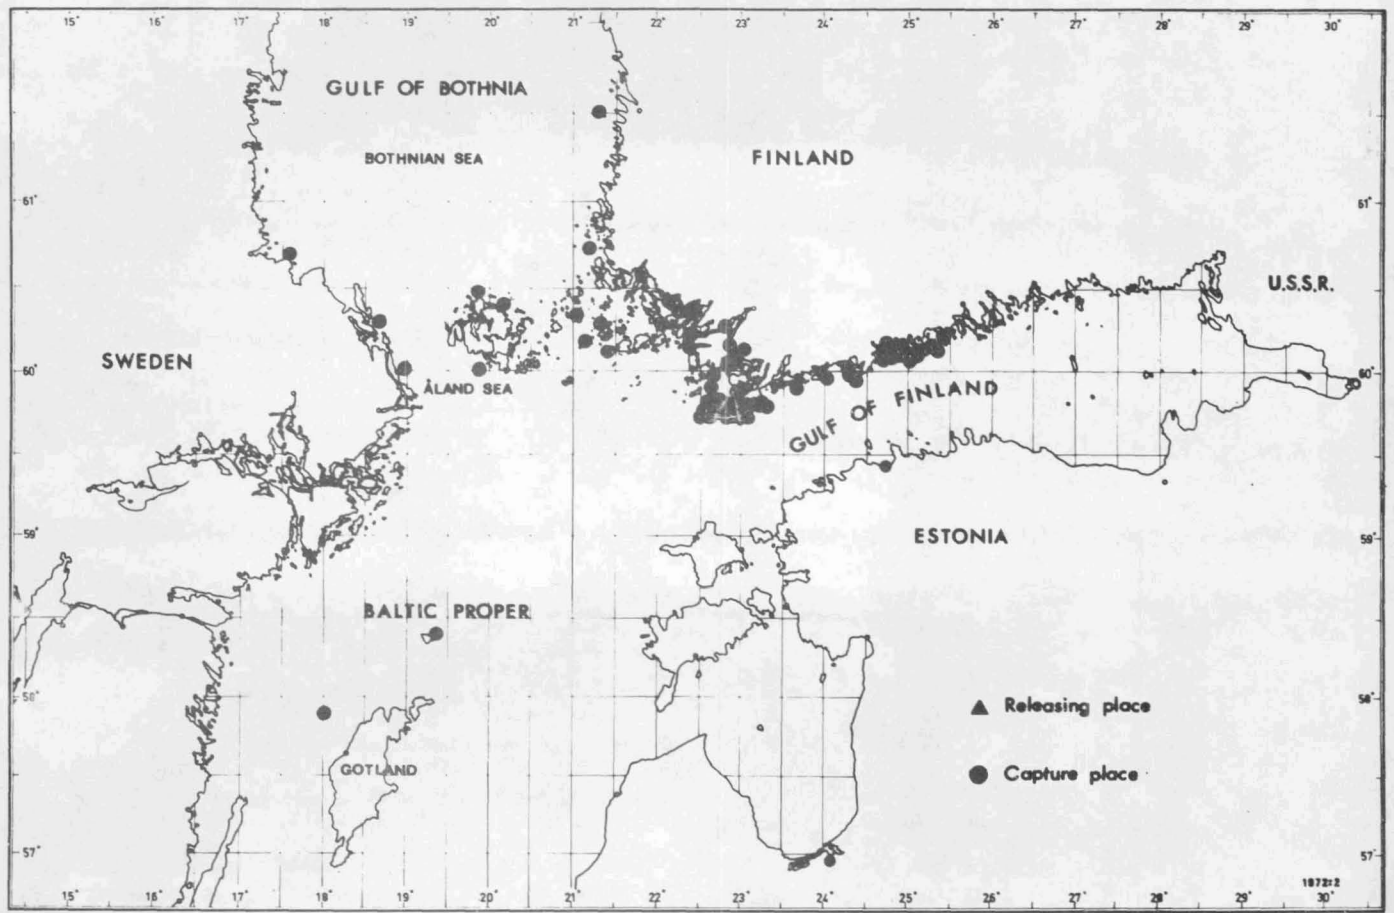 15° 16° 17° 18° 19° 20° 21° 22° 23° 24° 25° 26° 27° 28° 29° 30°
GULF OF BOTHNIA
BOTHNIAN SEA
FINLAND
61°
61°
U.S.S.R.
SWEDEN
60°
ÅLAND SEA
GULF OF FINLAND
60°
59°
ESTONIA
59°
BALTIC PROPER
58°
58°
Releasing place
GOTLAND
Capture place
57°
57°
1972:2
15° 16° 17° 18° 19° 20° 21° 22° 23° 24° 25° 26° 27° 28° 29° 30°